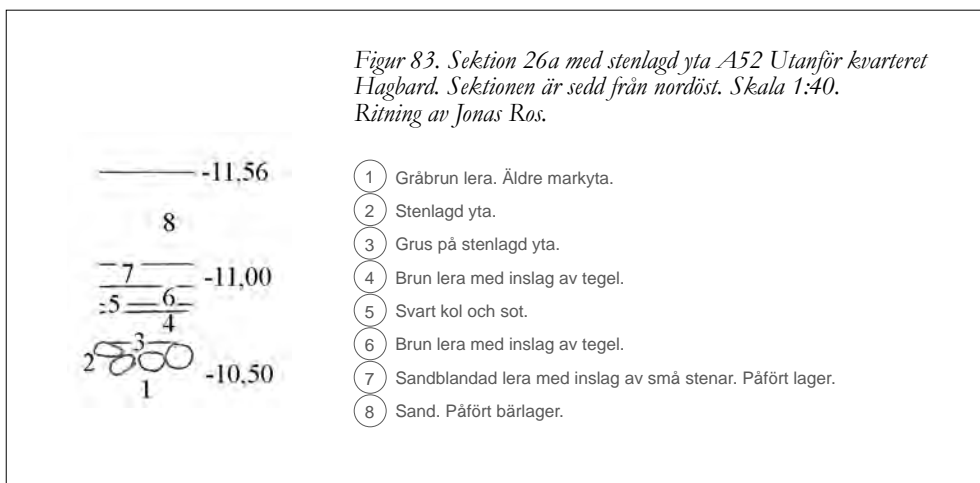 Figur 83. Sektion 26a med stenlagd yta A52 Utanför kvarteret
Hagbard. Sektionen är sedd från nordöst. Skala 1:40.
Ritning av Jonas Ros.
-11,56
8
7
-11,00
5
6
4
3
2
-10,50
1
1 Gråbrun lera. Äldre markyta.
2 Stenlagd yta.
3 Grus på stenlagd yta.
4 Brun lera med inslag av tegel.
5 Svart kol och sot.
6 Brun lera med inslag av tegel.
7 Sandblandad lera med inslag av små stenar. Påfört lager.
8 Sand. Påfört bärlager.